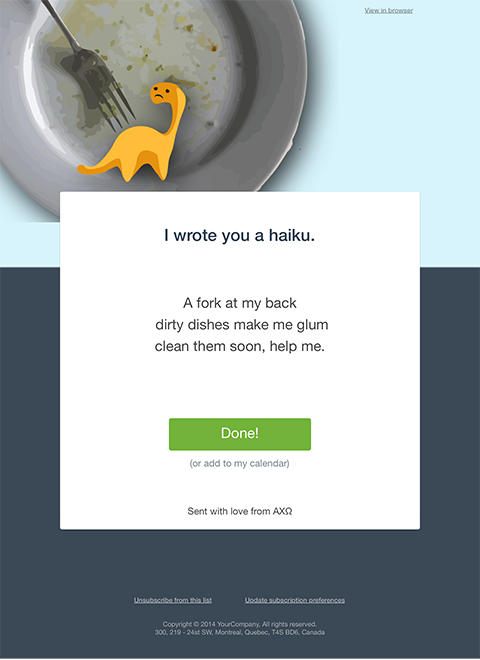 View in browser
I wrote you a haiku.
A fork at my back
dirty dishes make me glum
clean them soon, help me.
Done!
(or add to my calendar)
Sent with love from AXΩ
Unsubscribe from this list Update subscription preferences
Copyright © 2014 YourCompany, All rights reserved.
300, 219 - 24st SW, Montreal, Quebec, T4S BD6, Canada